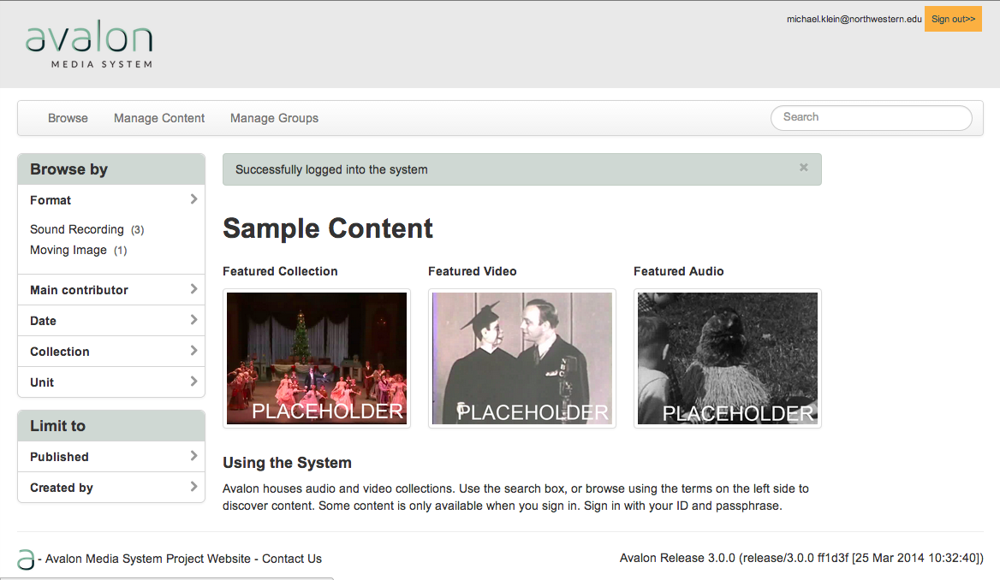 avalon
MEDIA SYSTEM
michael.klein@northwestern.edu
Sign out>>
Browse
Manage Content
Manage Groups
Search
Browse by
Format
Sound Recording (3)
Moving Image (1)
Main contributor
Date
Collection
Unit
Limit to
Published
Created by
Successfully logged into the system
×
Sample Content
Featured Collection
Featured Video
Featured Audio
PLACEHOLDER
NBC
PLACEHOLDER
PLACEHOLDER
Using the System
Avalon houses audio and video collections. Use the search box, or browse using the terms on the left side to
discover content. Some content is only available when you sign in. Sign in with your ID and passphrase.
a - Avalon Media System Project Website - Contact Us
Avalon Release 3.0.0 (release/3.0.0 ff1d3f [25 Mar 2014 10:32:40])